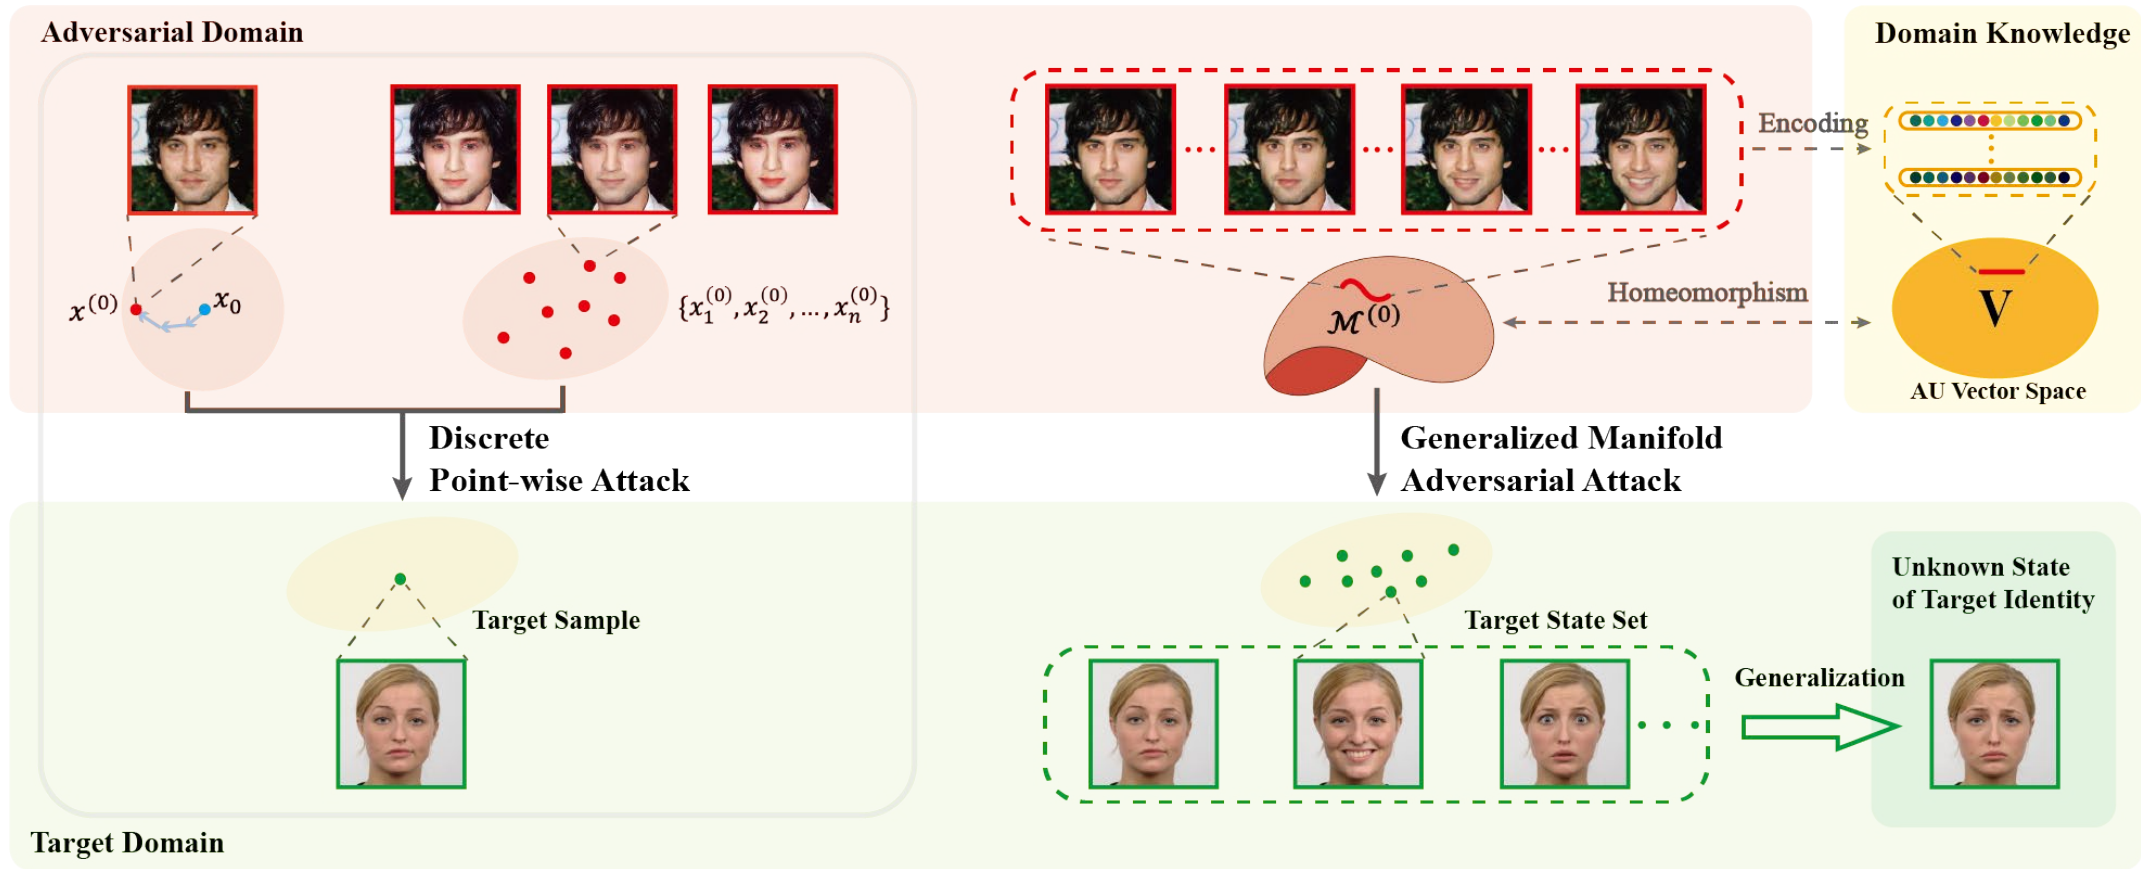 Adversarial Domain
Domain Knowledge
Encoding
x^{(0)}
x_0
{x_1^{(0)}, x_2^{(0)}, ..., x_n^{(0)}}
ℳ^{(0)}
Homeomorphism
V
AU Vector Space
Discrete
Point-wise Attack
Generalized Manifold
Adversarial Attack
Target Sample
Target State Set
Unknown State
of Target Identity
Generalization
Target Domain